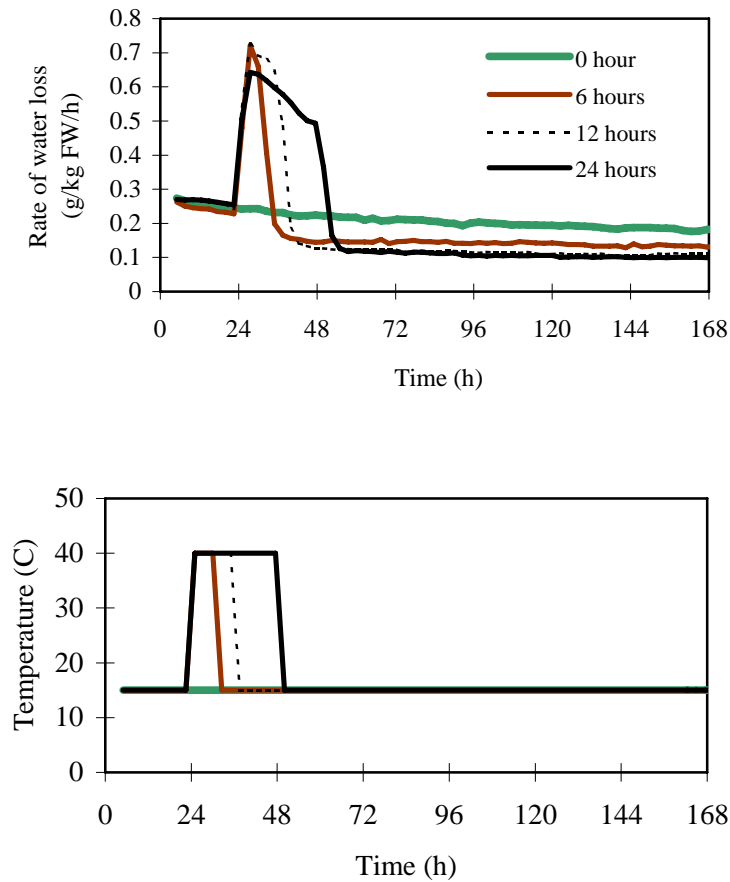 0.8
0.7
0.6
0.5
0.4
0.3
0.2
0.1
0
Rate of water loss
(g/kg FW/h)
0 hour
6 hours
12 hours
24 hours
0 24 48 72 96 120 144 168
Time (h)
50
40
30
20
10
0
Temperature (C)
0 24 48 72 96 120 144 168
Time (h)